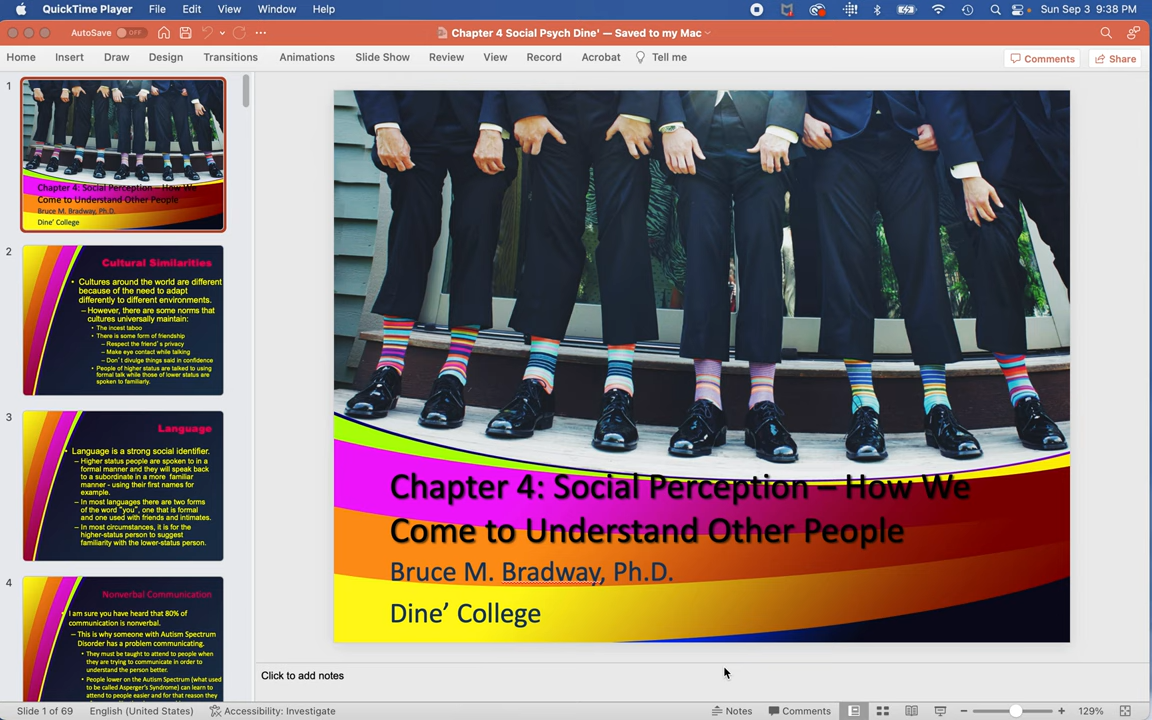 QuickTime Player File Edit View Window Help Sun Sep 3 9:38 PM
AutoSave OFF Chapter 4 Social Psych Dine' — Saved to my Mac
Home Insert Draw Design Transitions Animations Slide Show Review View Record Acrobat Tell me Comments Share
1
Chapter 4: Social Perception – How We
Come to Understand Other People
Bruce M. Bradway, Ph.D.
Dine' College
2
Cultural Similarities
• Cultures around the world are different
because of the need to adapt
differently to different environments.
– However, there are some norms that
cultures universally maintain:
• The incest taboo
• There is some form of friendship
– Respect the friend's privacy
– Make eye contact while talking
– Don't divulge things said in confidence
• People of higher status are talked to using
formal talk while those of lower status are
spoken to familiarly.
3
Language
• Language is a strong social identifier.
– Higher status people are spoken to in a
formal manner and they will speak back
to a subordinate in a more familiar
manner - using their first names for
example.
– In most languages there are two forms
of the word "you", one that is formal
and one used with friends and intimates.
– In most circumstances, it is for the
higher-status person to suggest
familiarity with the lower-status person.
4
Nonverbal Communication
• I am sure you have heard that 80% of
communication is nonverbal.
– This is why someone with Autism Spectrum
Disorder has a problem communicating.
• They must be taught to attend to people when
they are trying to communicate in order to
understand the person better.
• People lower on the Autism Spectrum (what used
to be called Asperger's Syndrome) can learn to
attend to people easier and for that reason they
Chapter 4: Social Perception – How We
Come to Understand Other People
Bruce M. Bradway, Ph.D.
Dine' College
Click to add notes
Slide 1 of 69 English (United States) Accessibility: Investigate Notes Comments 129%